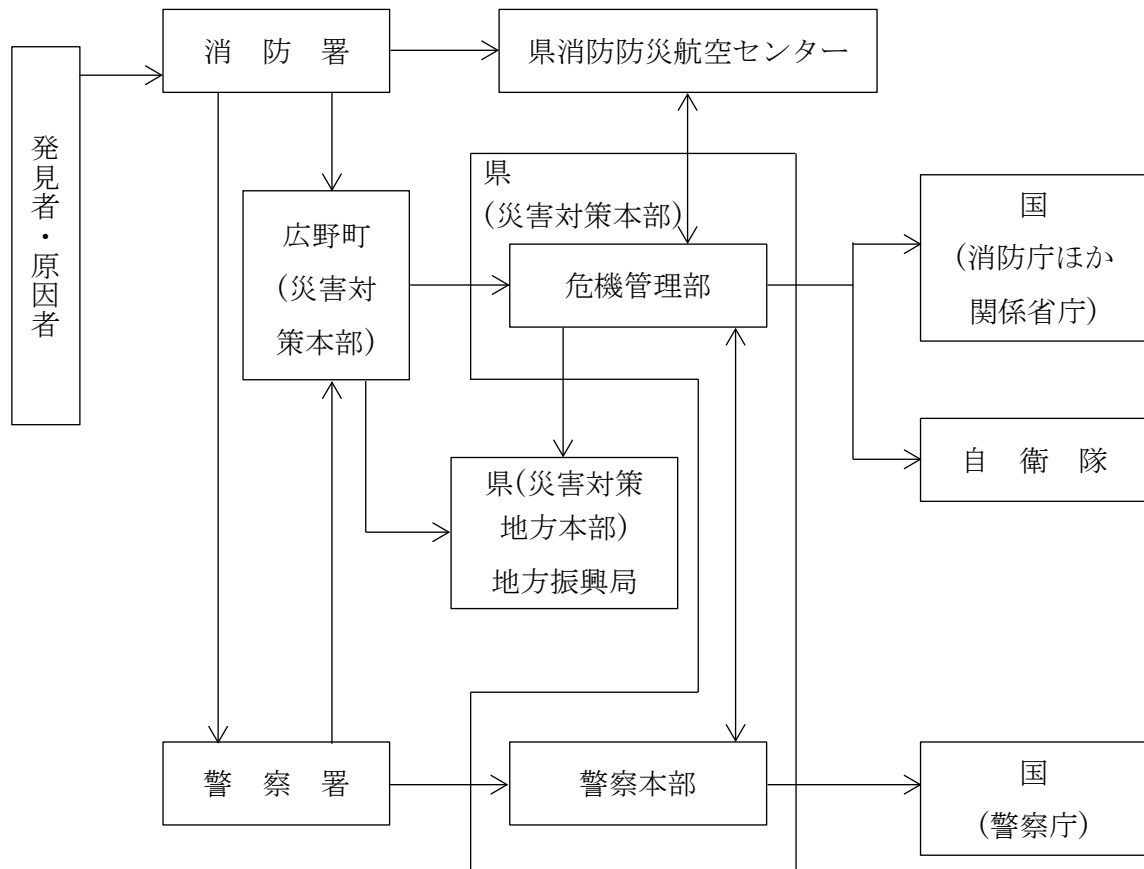 消 防 署
県消防防災航空センター
発見者・原因者
県
(災害対策本部)
国
(消防庁ほか
関係省庁)
広野町
(災害対
策本部)
危機管理部
自 衛 隊
県(災害対策
地方本部)
地方振興局
警 察 署
警察本部
国
(警察庁)